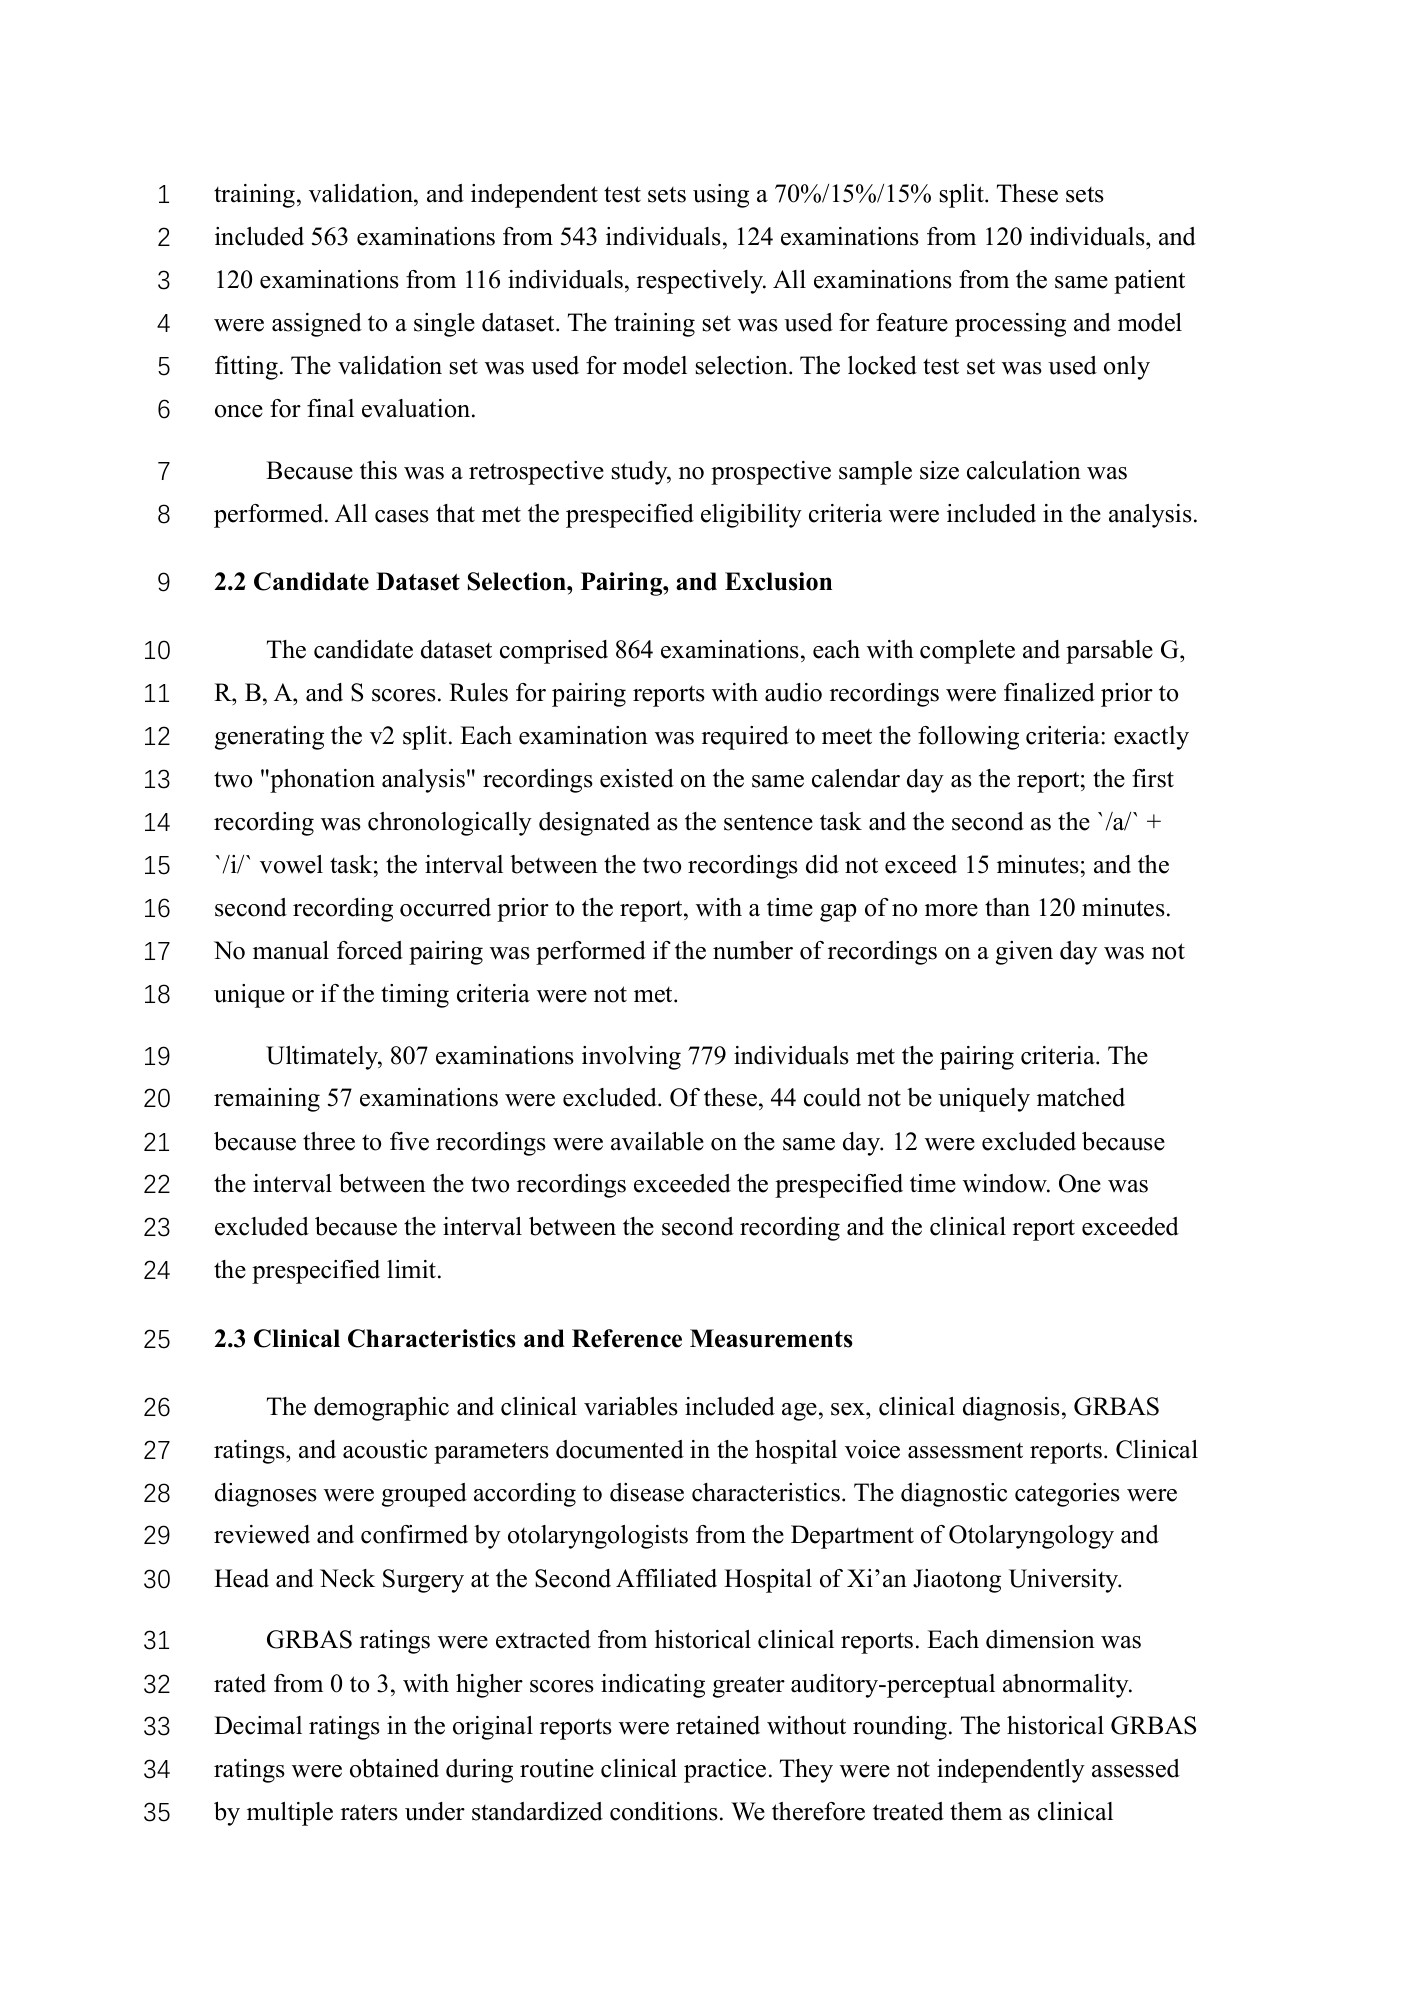 1 training, validation, and independent test sets using a 70%/15%/15% split. These sets
2 included 563 examinations from 543 individuals, 124 examinations from 120 individuals, and
3 120 examinations from 116 individuals, respectively. All examinations from the same patient
4 were assigned to a single dataset. The training set was used for feature processing and model
5 fitting. The validation set was used for model selection. The locked test set was used only
6 once for final evaluation.
7 Because this was a retrospective study, no prospective sample size calculation was
8 performed. All cases that met the prespecified eligibility criteria were included in the analysis.
9 2.2 Candidate Dataset Selection, Pairing, and Exclusion
10 The candidate dataset comprised 864 examinations, each with complete and parsable G,
11 R, B, A, and S scores. Rules for pairing reports with audio recordings were finalized prior to
12 generating the v2 split. Each examination was required to meet the following criteria: exactly
13 two "phonation analysis" recordings existed on the same calendar day as the report; the first
14 recording was chronologically designated as the sentence task and the second as the `/a/` +
15 `/i/` vowel task; the interval between the two recordings did not exceed 15 minutes; and the
16 second recording occurred prior to the report, with a time gap of no more than 120 minutes.
17 No manual forced pairing was performed if the number of recordings on a given day was not
18 unique or if the timing criteria were not met.
19 Ultimately, 807 examinations involving 779 individuals met the pairing criteria. The
20 remaining 57 examinations were excluded. Of these, 44 could not be uniquely matched
21 because three to five recordings were available on the same day. 12 were excluded because
22 the interval between the two recordings exceeded the prespecified time window. One was
23 excluded because the interval between the second recording and the clinical report exceeded
24 the prespecified limit.
25 2.3 Clinical Characteristics and Reference Measurements
26 The demographic and clinical variables included age, sex, clinical diagnosis, GRBAS
27 ratings, and acoustic parameters documented in the hospital voice assessment reports. Clinical
28 diagnoses were grouped according to disease characteristics. The diagnostic categories were
29 reviewed and confirmed by otolaryngologists from the Department of Otolaryngology and
30 Head and Neck Surgery at the Second Affiliated Hospital of Xi’an Jiaotong University.
31 GRBAS ratings were extracted from historical clinical reports. Each dimension was
32 rated from 0 to 3, with higher scores indicating greater auditory-perceptual abnormality.
33 Decimal ratings in the original reports were retained without rounding. The historical GRBAS
34 ratings were obtained during routine clinical practice. They were not independently assessed
35 by multiple raters under standardized conditions. We therefore treated them as clinical